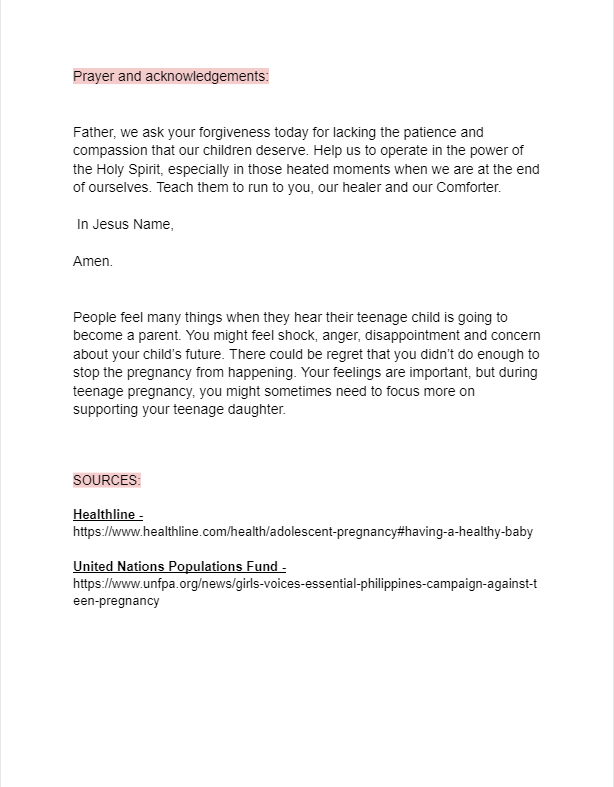 Prayer and acknowledgements:
Father, we ask your forgiveness today for lacking the patience and
compassion that our children deserve. Help us to operate in the power of
the Holy Spirit, especially in those heated moments when we are at the end
of ourselves. Teach them to run to you, our healer and our Comforter.
In Jesus Name,
Amen.
People feel many things when they hear their teenage child is going to
become a parent. You might feel shock, anger, disappointment and concern
about your child's future. There could be regret that you didn't do enough to
stop the pregnancy from happening. Your feelings are important, but during
teenage pregnancy, you might sometimes need to focus more on
supporting your teenage daughter.
SOURCES:
Healthline -
https://www.healthline.com/health/adolescent-pregnancy#having-a-healthy-baby
United Nations Populations Fund -
https://www.unfpa.org/news/girls-voices-essential-philippines-campaign-against-t
een-pregnancy